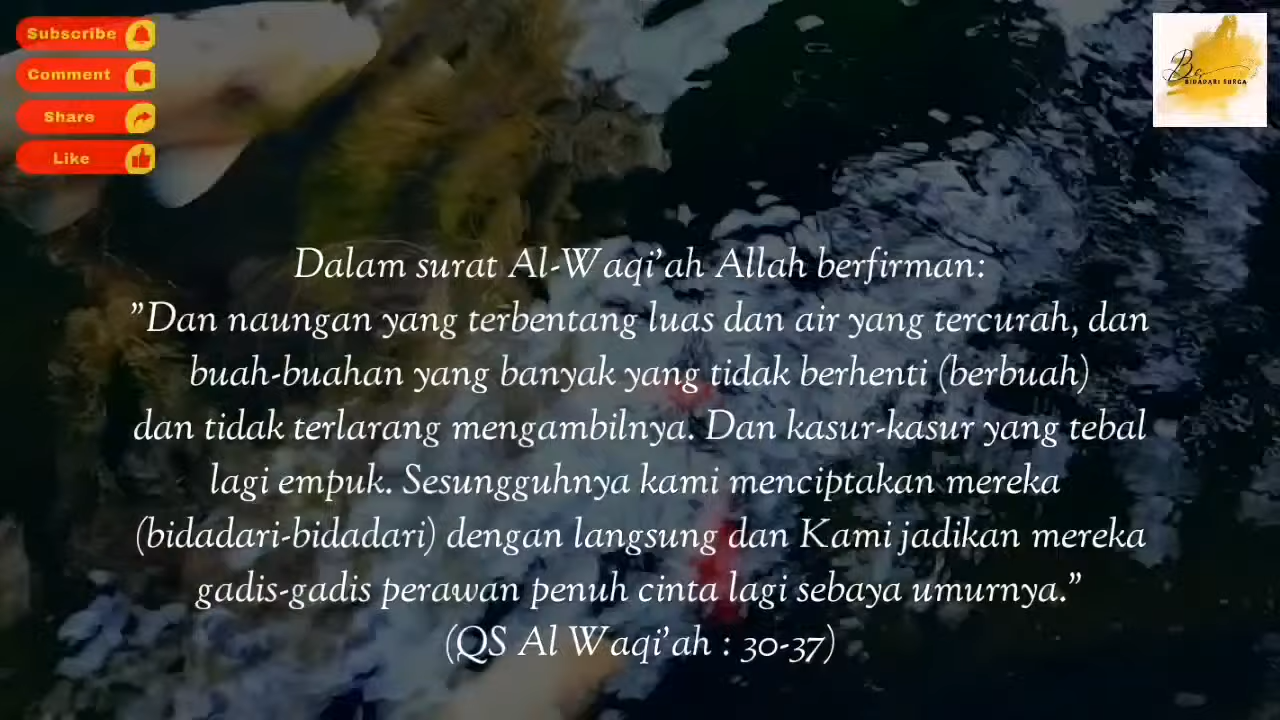 Subscribe
Comment
Share
Like
BIDADARI SURGA
Dalam surat Al-Waqi’ah Allah berfirman:
”Dan naungan yang terbentang luas dan air yang tercurah, dan
buah-buahan yang banyak yang tidak berhenti (berbuah)
dan tidak terlarang mengambilnya. Dan kasur-kasur yang tebal
lagi empuk. Sesungguhnya kami menciptakan mereka
(bidadari-bidadari) dengan langsung dan Kami jadikan mereka
gadis-gadis perawan penuh cinta lagi sebaya umurnya.”
(QS Al Waqi’ah : 30-37)